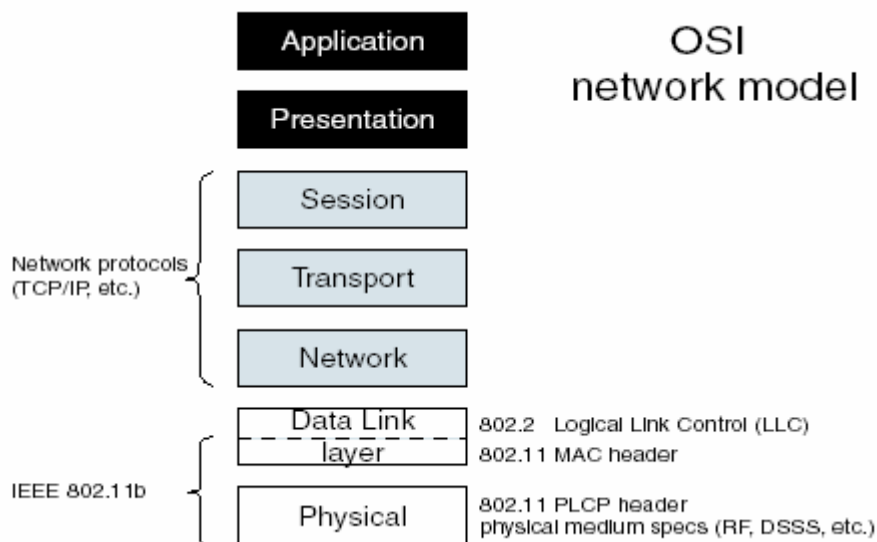 Application
OSI
network model
Presentation
Session
Network protocols
(TCP/IP, etc.)
Transport
Network
Data Link
layer
802.2 Logical Link Control (LLC)
802.11 MAC header
IEEE 802.11b
Physical
802.11 PLCP header
physical medium specs (RF, DSSS, etc.)